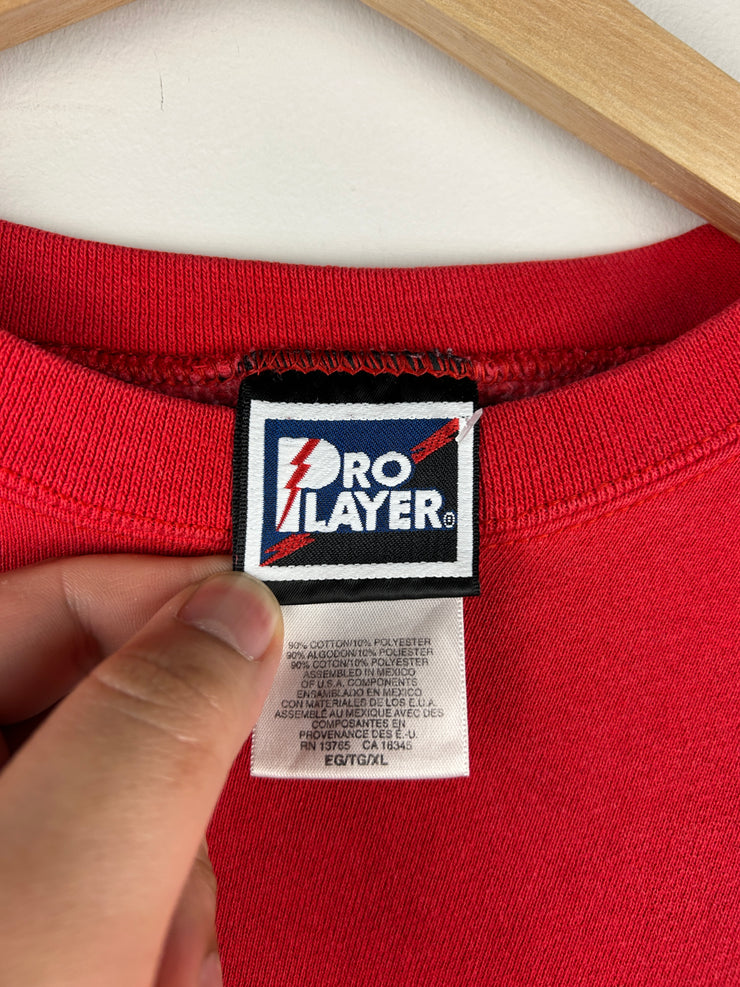 PRO
PLAYER®
90% COTTON/10% POLYESTER
90% ALGODON/10% POLIESTER
90% COTON/10% POLYESTER
ASSEMBLED IN MEXICO
OF U.S.A. COMPONENTS
ENSAMBLADO EN MEXICO
CON MATERIALES DE LOS E.U.A.
ASSEMBLÉ AU MEXIQUE AVEC DES
COMPOSANTES EN
PROVENANCE DES É.-U.
RN 13765 CA 16345
EG/TG/XL